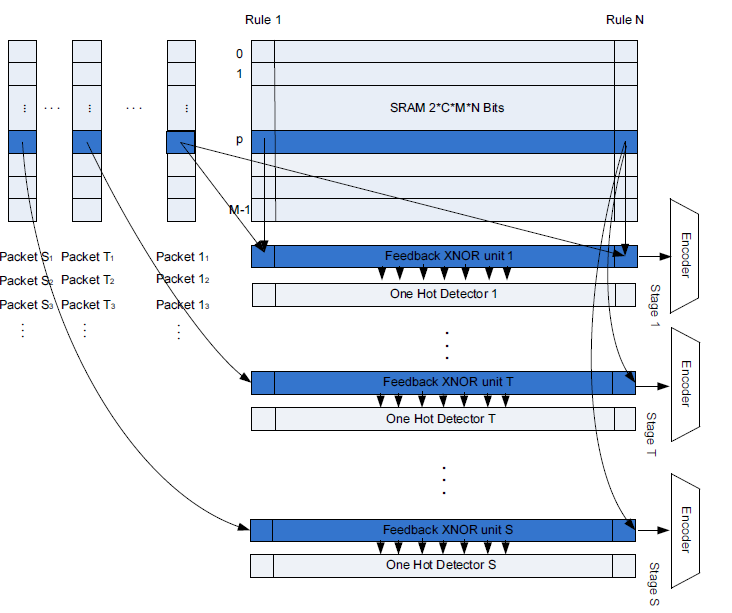 Rule 1 Rule N
0
1
... ... ... ... ... SRAM 2*C*M*N Bits
p
M-1
Packet S₁ Packet T₁ Packet 1₁ Feedback XNOR unit 1
Packet S₂ Packet T₂ Packet 1₂
Packet S₃ Packet T₃ Packet 1₃ One Hot Detector 1
Encoder
Stage 1
Feedback XNOR unit T
One Hot Detector T
Encoder
Stage T
Feedback XNOR unit S
One Hot Detector S
Encoder
Stage S